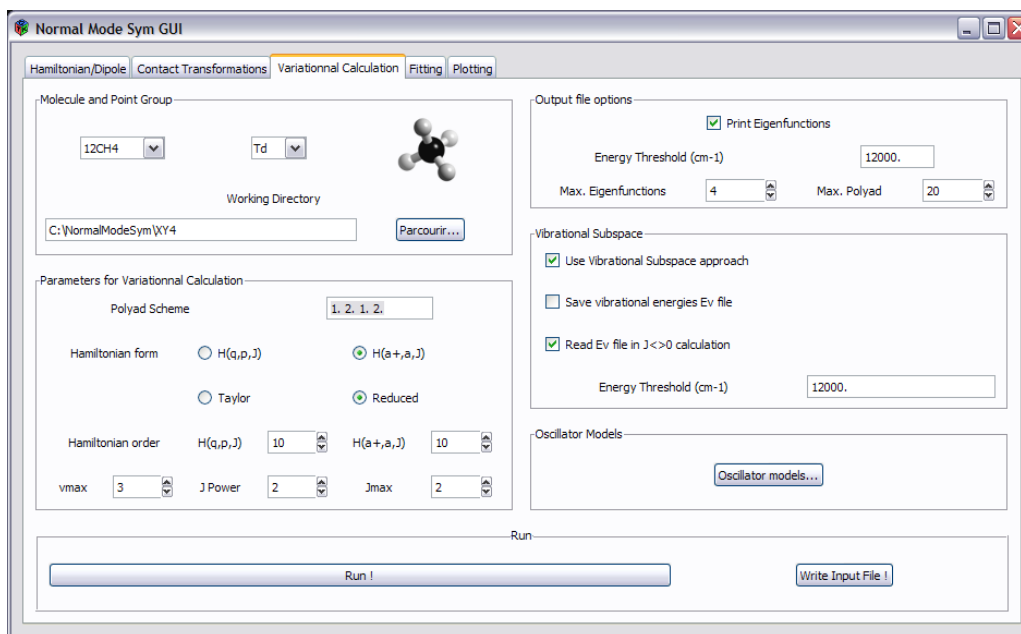 Normal Mode Sym GUI
Hamiltonian/Dipole Contact Transformations Variationnal Calculation Fitting Plotting
Molecule and Point Group
12CH4 Td
Working Directory
C:\NormalModeSym\XY4 Parcourir...
Parameters for Variationnal Calculation
Polyad Scheme 1. 2. 1. 2.
Hamiltonian form H(q,p,J) H(a+,a,J)
Taylor Reduced
Hamiltonian order H(q,p,J) 10 H(a+,a,J) 10
vmax 3 J Power 2 Jmax 2
Output file options
Print Eigenfunctions
Energy Threshold (cm-1) 12000.
Max. Eigenfunctions 4 Max. Polyad 20
Vibrational Subspace
Use Vibrational Subspace approach
Save vibrational energies Ev file
Read Ev file in J<>0 calculation
Energy Threshold (cm-1) 12000.
Oscillator Models
Oscillator models...
Run
Run ! Write Input File !